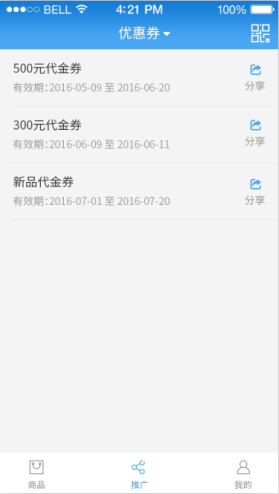 BELL 4:21 PM 100%
优惠券
500元代金券
有效期：2016-05-09 至 2016-06-20
分享
300元代金券
有效期：2016-06-09 至 2016-06-11
分享
新品代金券
有效期：2016-07-01 至 2016-07-20
分享
商品 推广 我的